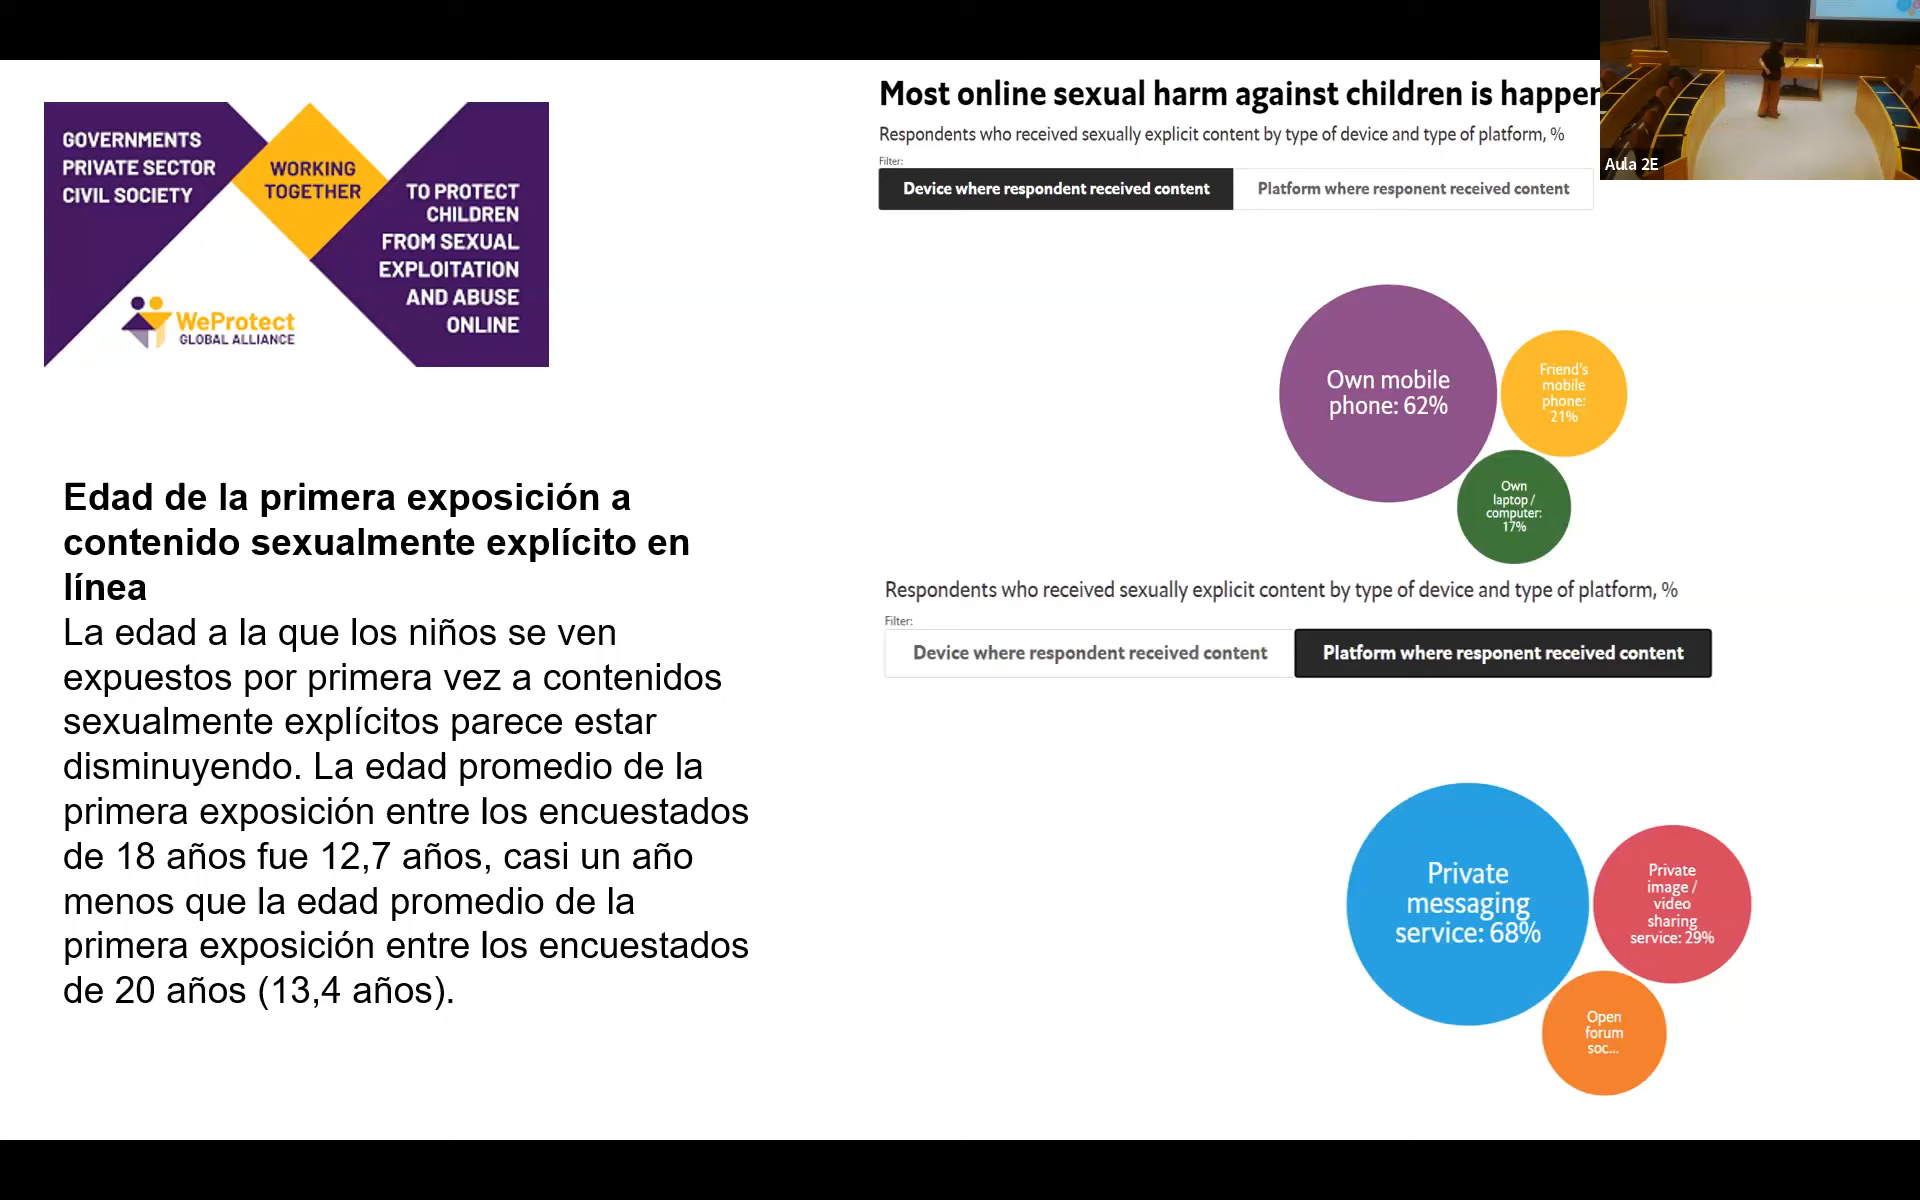 GOVERNMENTS
PRIVATE SECTOR
CIVIL SOCIETY
WORKING
TOGETHER
TO PROTECT
CHILDREN
FROM SEXUAL
EXPLOITATION
AND ABUSE
ONLINE
WeProtect
GLOBAL ALLIANCE
Edad de la primera exposición a
contenido sexualmente explícito en
línea
La edad a la que los niños se ven
expuestos por primera vez a contenidos
sexualmente explícitos parece estar
disminuyendo. La edad promedio de la
primera exposición entre los encuestados
de 18 años fue 12,7 años, casi un año
menos que la edad promedio de la
primera exposición entre los encuestados
de 20 años (13,4 años).
Most online sexual harm against children is happen
Respondents who received sexually explicit content by type of device and type of platform, %
Filter:
Device where respondent received content
Platform where responent received content
Own mobile
phone: 62%
Friend's
mobile
phone:
21%
Own
laptop /
computer:
17%
Respondents who received sexually explicit content by type of device and type of platform, %
Filter:
Device where respondent received content
Platform where responent received content
Private
messaging
service: 68%
Private
image /
video
sharing
service: 29%
Open
forum
soc...
Aula 2E